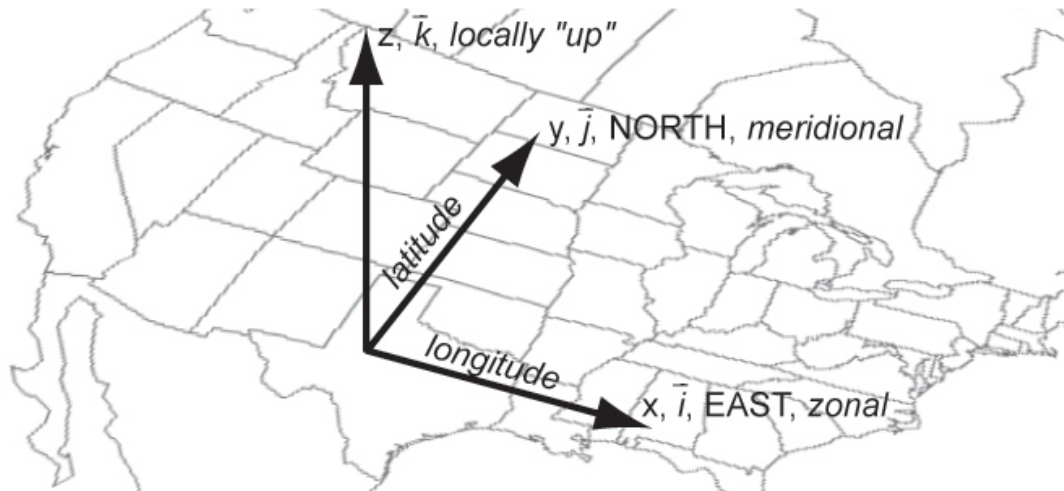 z, k̄, locally "up"
y, j̄, NORTH, meridional
latitude
longitude
x, ī, EAST, zonal